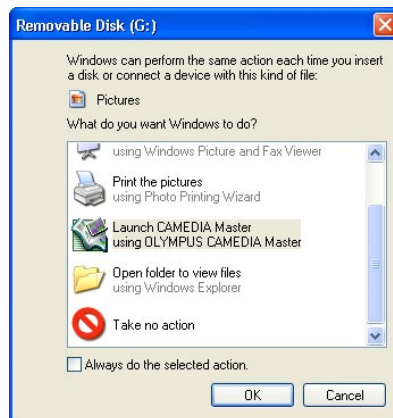 Removable Disk (G:)
Windows can perform the same action each time you insert
a disk or connect a device with this kind of file:
Pictures
What do you want Windows to do?
using Windows Picture and Fax Viewer
Print the pictures
using Photo Printing Wizard
Launch CAMEDIA Master
using OLYMPUS CAMEDIA Master
Open folder to view files
using Windows Explorer
Take no action
Always do the selected action.
OK Cancel